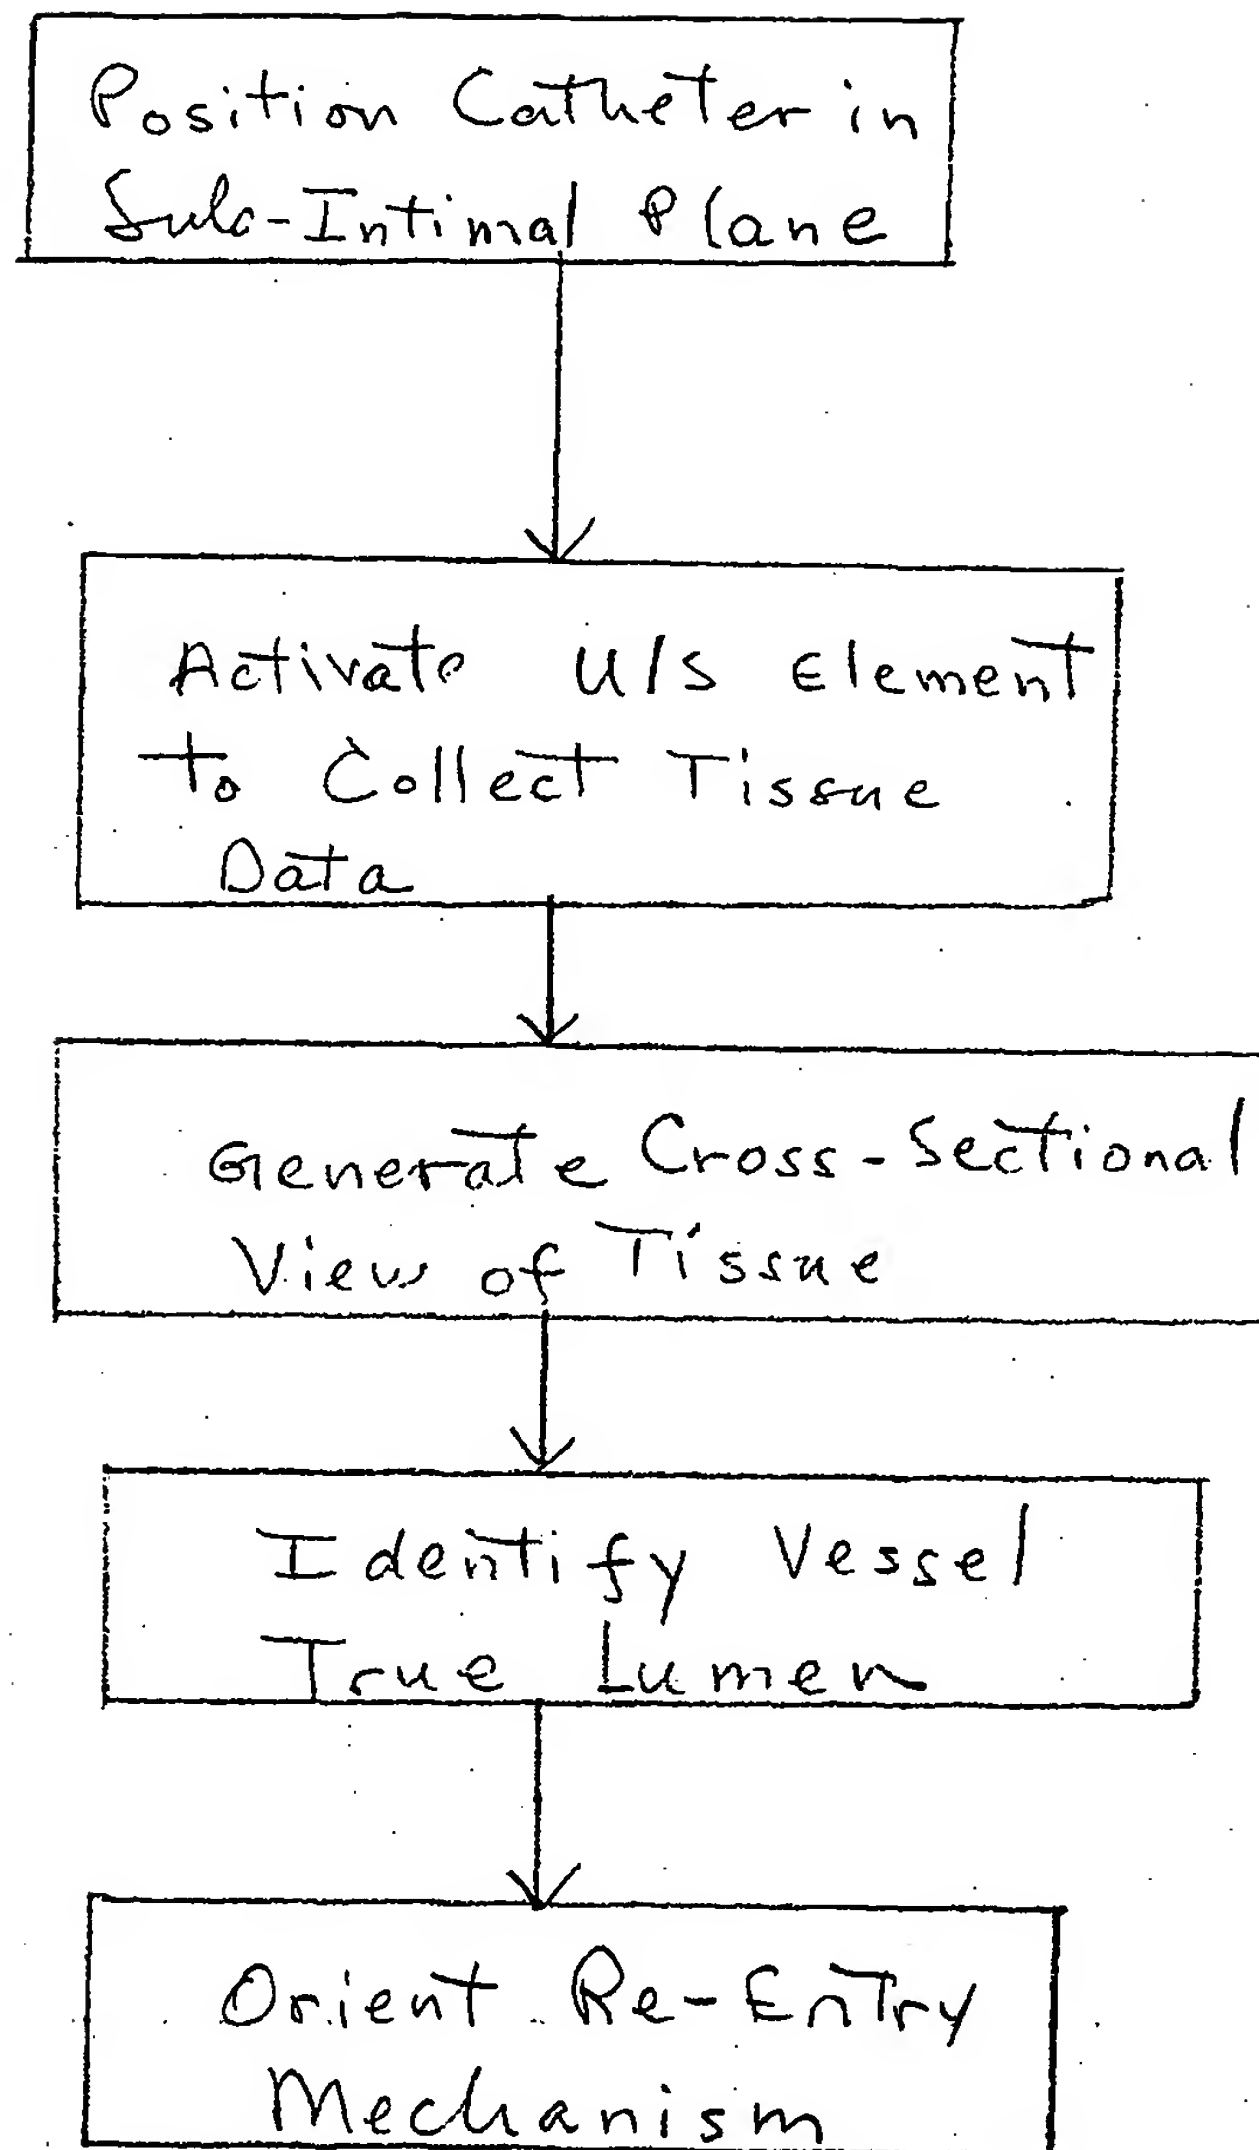 Position Catheter in
Sub-Intimal Plane
Activate U/S Element
to Collect Tissue
Data
Generate Cross-Sectional
View of Tissue
Identify Vessel
True Lumen
Orient Re-Entry
Mechanism